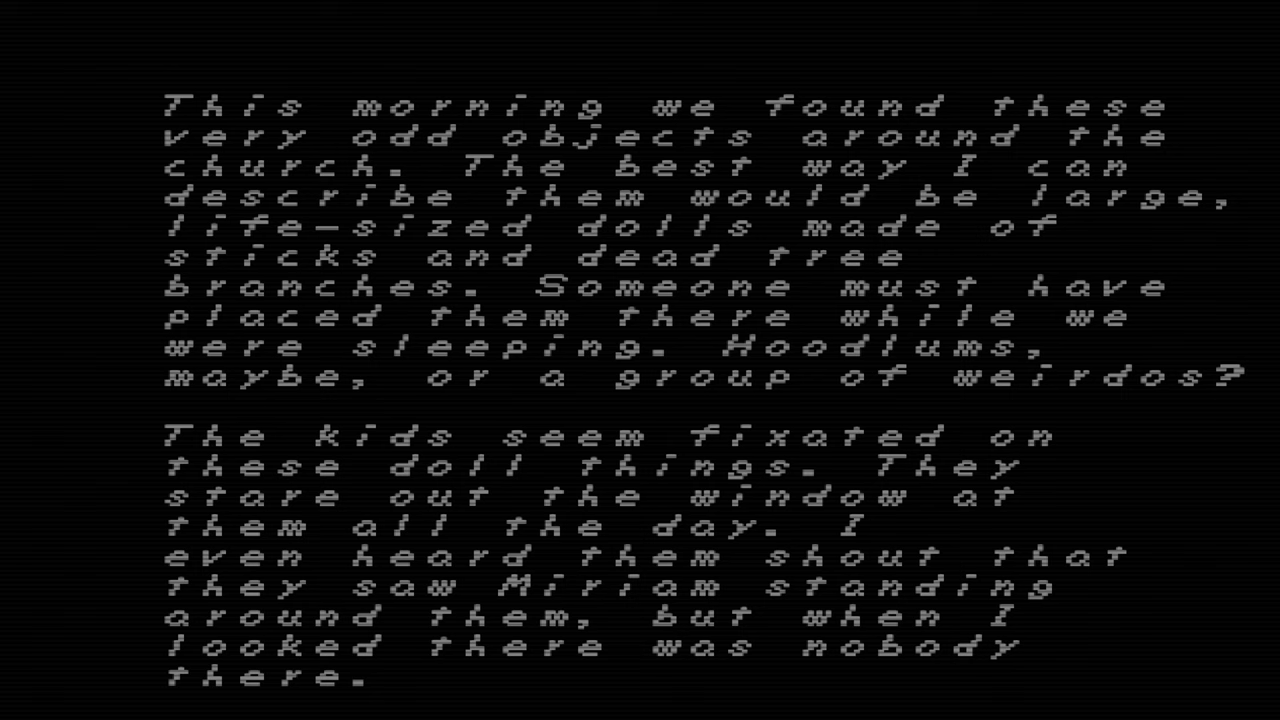 This morning we found these
very odd objects around the
church. The best way I can
describe them would be large,
life-sized dolls made of
sticks and dead tree
branches. Someone must have
placed them there while we
were sleeping. Hoodlums,
maybe, or a group of weirdos?
The kids seem fixated on
these doll things. They
stare out the window at
them all the day. I
even heard them shout that
they saw Miriam standing
around them, but when I
looked there was nobody
there.